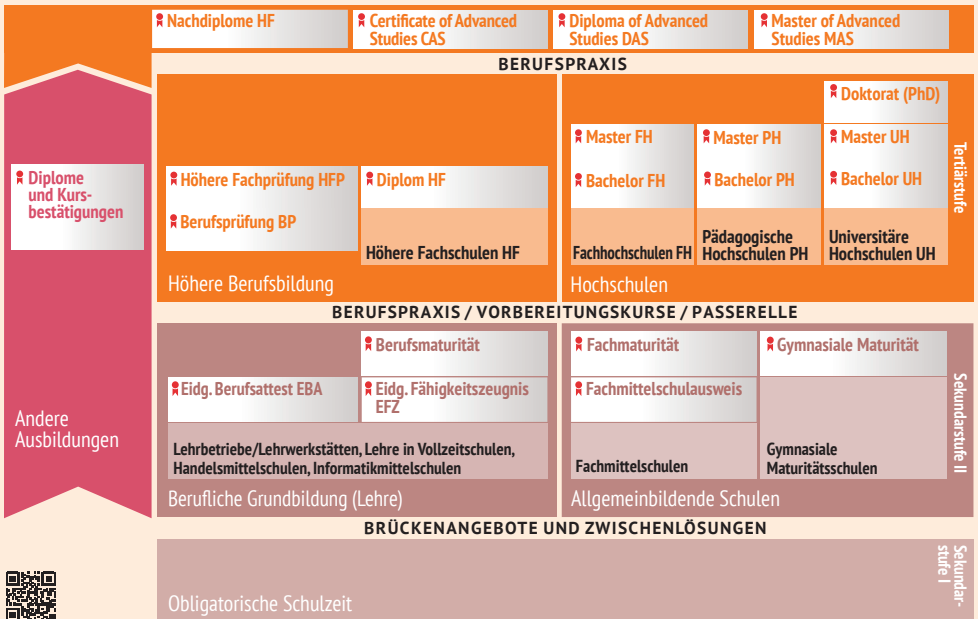 Nachdiplome HF
Certificate of Advanced
Studies CAS
Diploma of Advanced
Studies DAS
Master of Advanced
Studies MAS
BERUFSPRAXIS
Doktorat (PhD)
Master FH
Master PH
Master UH
Diplome
und Kurs-
bestätigungen
Höhere Fachprüfung HFP
Diplom HF
Bachelor FH
Bachelor PH
Bachelor UH
Berufsprüfung BP
Höhere Fachschulen HF
Fachhochschulen FH
Pädagogische
Hochschulen PH
Universitäre
Hochschulen UH
Höhere Berufsbildung
Hochschulen
Tertiärstufe
BERUFSPRAXIS / VORBEREITUNGSKURSE / PASSERELLE
Berufsmaturität
Fachmaturität
Gymnasiale Maturität
Eidg. Berufsattest EBA
Eidg. Fähigkeitszeugnis
EFZ
Fachmittelschulausweis
Andere
Ausbildungen
Lehrbetriebe/Lehrwerkstätten, Lehre in Vollzeitschulen,
Handelsmittelschulen, Informatikmittelschulen
Fachmittelschulen
Gymnasiale
Maturitätsschulen
Berufliche Grundbildung (Lehre)
Allgemeinbildende Schulen
Sekundarstufe II
BRÜCKENANGEBOTE UND ZWISCHENLÖSUNGEN
Obligatorische Schulzeit
Sekundar-
stufe I